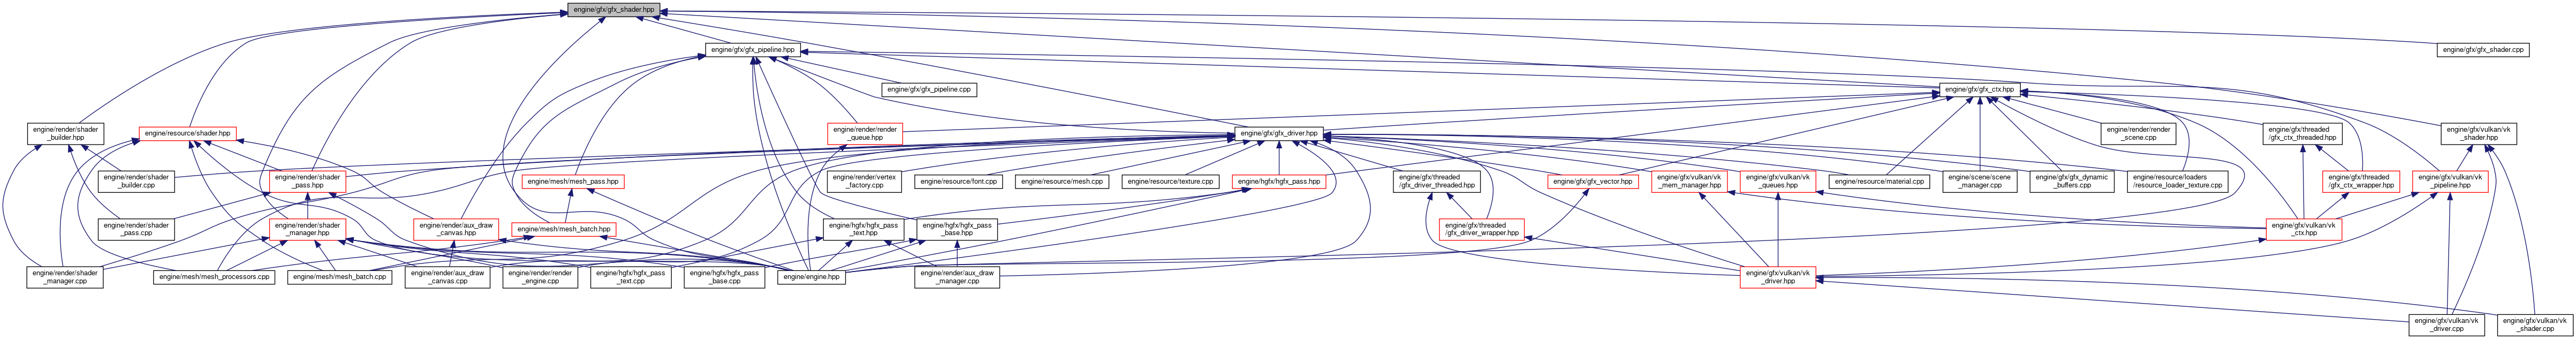 engine/gfx/gfx_shader.hpp
engine/gfx/gfx_pipeline.hpp
engine/gfx/gfx_shader.cpp
engine/gfx/gfx_pipeline.cpp
engine/gfx/gfx_ctx.hpp
engine/render/shader
_builder.hpp
engine/resource/shader.hpp
engine/render/render
_queue.hpp
engine/gfx/gfx_driver.hpp
engine/render/render
_scene.cpp
engine/gfx/threaded
/gfx_ctx_threaded.hpp
engine/gfx/vulkan/vk
_shader.hpp
engine/render/shader
_builder.cpp
engine/render/shader
_pass.hpp
engine/mesh/mesh_pass.hpp
engine/render/vertex
_factory.cpp
engine/resource/font.cpp
engine/resource/mesh.cpp
engine/resource/texture.cpp
engine/hgfx/hgfx_pass.hpp
engine/gfx/threaded
/gfx_driver_threaded.hpp
engine/gfx/gfx_vector.hpp
engine/gfx/vulkan/vk
_mem_manager.hpp
engine/gfx/vulkan/vk
_queues.hpp
engine/resource/material.cpp
engine/scene/scene
_manager.cpp
engine/gfx/gfx_dynamic
_buffers.cpp
engine/resource/loaders
/resource_loader_texture.cpp
engine/gfx/threaded
/gfx_ctx_wrapper.hpp
engine/gfx/vulkan/vk
_pipeline.hpp
engine/render/shader
_pass.cpp
engine/render/shader
_manager.hpp
engine/render/aux_draw
_canvas.hpp
engine/mesh/mesh_batch.hpp
engine/hgfx/hgfx_pass
_text.hpp
engine/hgfx/hgfx_pass
_base.hpp
engine/gfx/threaded
/gfx_driver_wrapper.hpp
engine/gfx/vulkan/vk
_ctx.hpp
engine/render/shader
_manager.cpp
engine/mesh/mesh_processors.cpp
engine/mesh/mesh_batch.cpp
engine/render/aux_draw
_canvas.cpp
engine/render/render
_engine.cpp
engine/hgfx/hgfx_pass
_text.cpp
engine/hgfx/hgfx_pass
_base.cpp
engine/engine.hpp
engine/render/aux_draw
_manager.cpp
engine/gfx/vulkan/vk
_driver.hpp
engine/gfx/vulkan/vk
_driver.cpp
engine/gfx/vulkan/vk
_shader.cpp